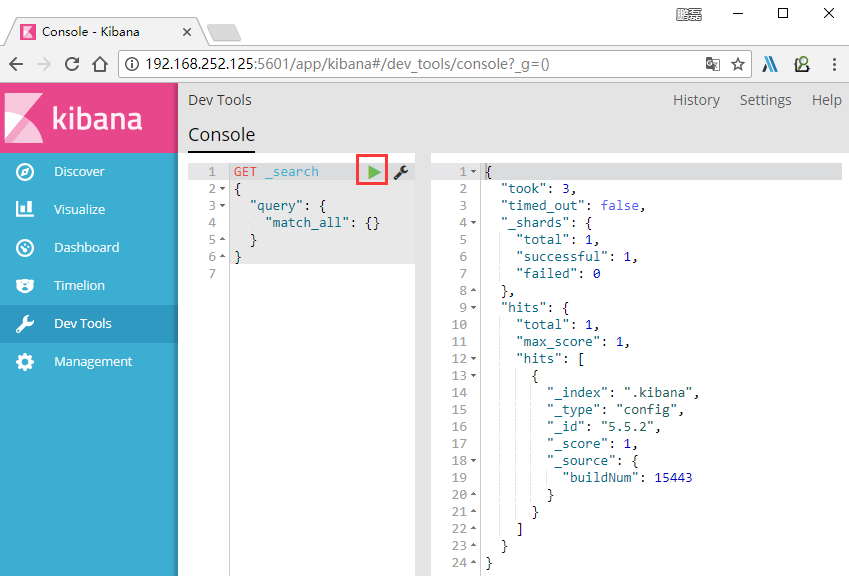 鹏磊
Console - Kibana
192.168.252.125:5601/app/kibana#/dev_tools/console?_g=()
kibana
Discover
Visualize
Dashboard
Timelion
Dev Tools
Management
Dev Tools
History Settings Help
Console
1 GET _search
2 {
3 "query": {
4 "match_all": {}
5 }
6 }
7
1 {
2 "took": 3,
3 "timed_out": false,
4 "_shards": {
5 "total": 1,
6 "successful": 1,
7 "failed": 0
8 },
9 "hits": {
10 "total": 1,
11 "max_score": 1,
12 "hits": [
13 {
14 "_index": ".kibana",
15 "_type": "config",
16 "_id": "5.5.2",
17 "_score": 1,
18 "_source": {
19 "buildNum": 15443
20 }
21 }
22 ]
23 }
24 }